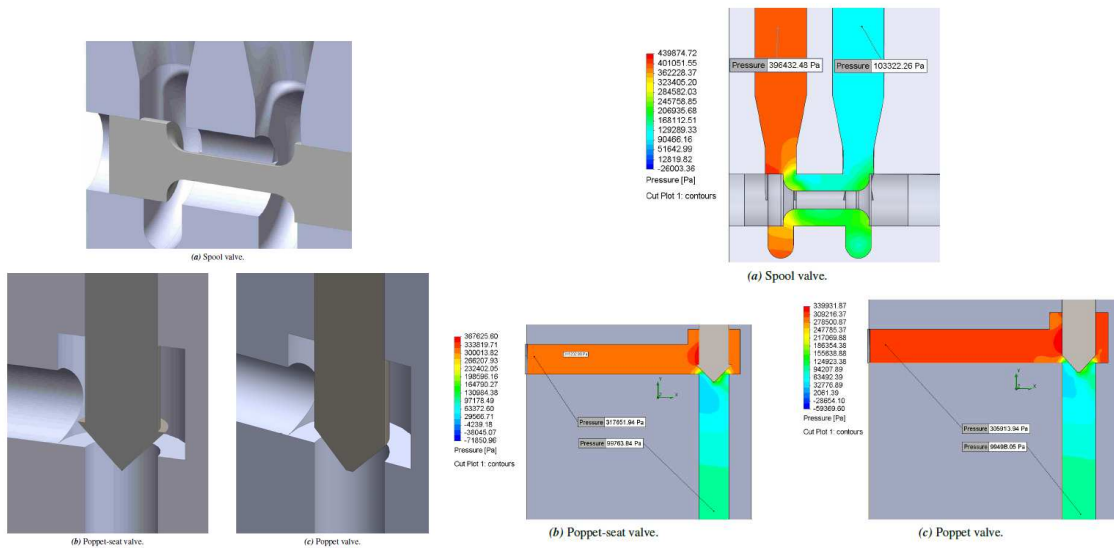 (a) Spool valve.
(b) Poppet-seat valve.
(c) Poppet valve.
439874.72
401051.55
362228.37
323405.20
284582.03
245758.85
206935.68
168112.51
129289.33
90466.16
51642.99
12819.82
-26003.36
Pressure [Pa]
Cut Plot 1: contours
Pressure 396432.48 Pa
Pressure 103322.26 Pa
(a) Spool valve.
367625.60
333819.71
300013.82
266207.93
232402.05
198596.16
164790.27
130984.38
97178.49
63372.60
29566.71
-4239.18
-38045.07
-71850.96
Pressure [Pa]
Cut Plot 1: contours
Y
X
Pressure 317651.94 Pa
Pressure 99763.84 Pa
(b) Poppet-seat valve.
339931.87
309216.37
278500.87
247785.37
217069.88
186354.38
155638.88
124923.38
94207.89
63492.39
32776.89
2061.39
-28654.10
-59369.60
Pressure [Pa]
Cut Plot 1: contours
Y
X
Pressure 305913.94 Pa
Pressure 99498.05 Pa
(c) Poppet valve.